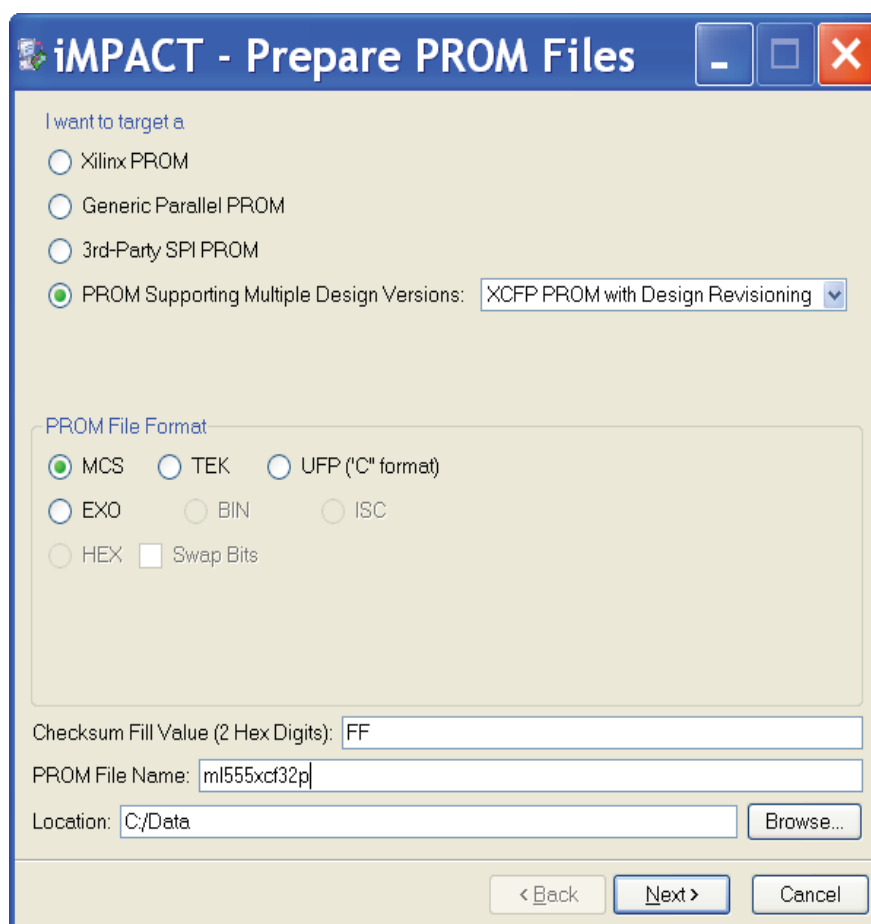 iMPACT - Prepare PROM Files
I want to target a
Xilinx PROM
Generic Parallel PROM
3rd-Party SPI PROM
PROM Supporting Multiple Design Versions: XCFP PROM with Design Revisioning
PROM File Format
MCS TEK UFP ('C" format)
EXO BIN ISC
HEX Swap Bits
Checksum Fill Value (2 Hex Digits): FF
PROM File Name: ml555xcf32p
Location: C:/Data Browse...
< Back Next > Cancel